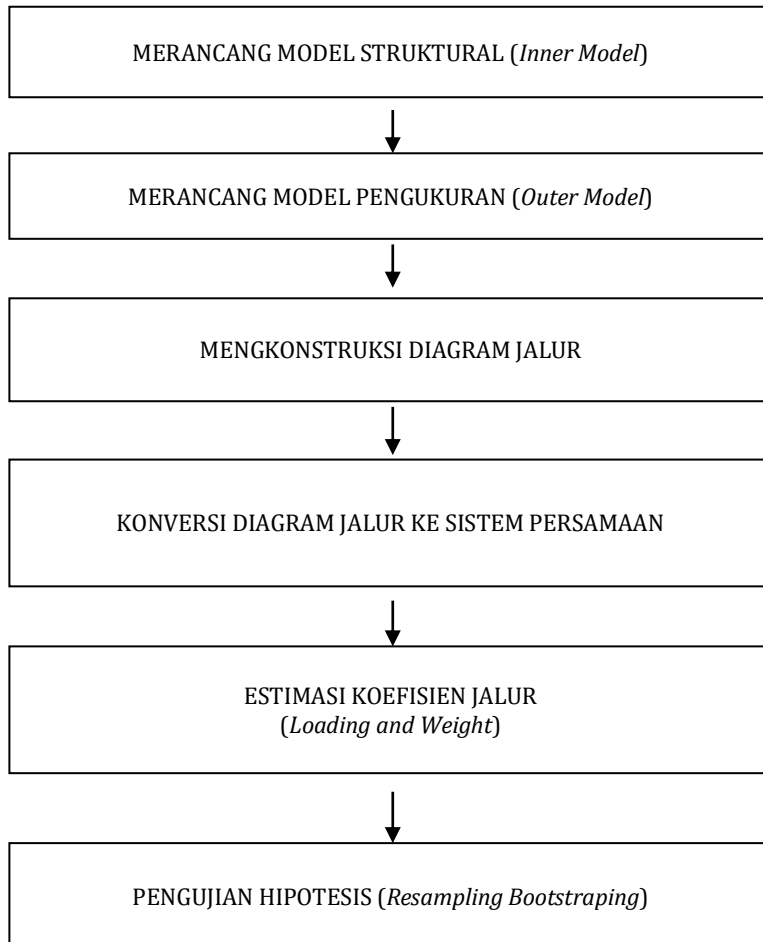 MERANCANG MODEL STRUKTURAL (Inner Model)
MERANCANG MODEL PENGUKURAN (Outer Model)
MENGKONSTRUKSI DIAGRAM JALUR
KONVERSI DIAGRAM JALUR KE SISTEM PERSAMAAN
ESTIMASI KOEFISIEN JALUR
(Loading and Weight)
PENGUJIAN HIPOTESIS (Resampling Bootstraping)